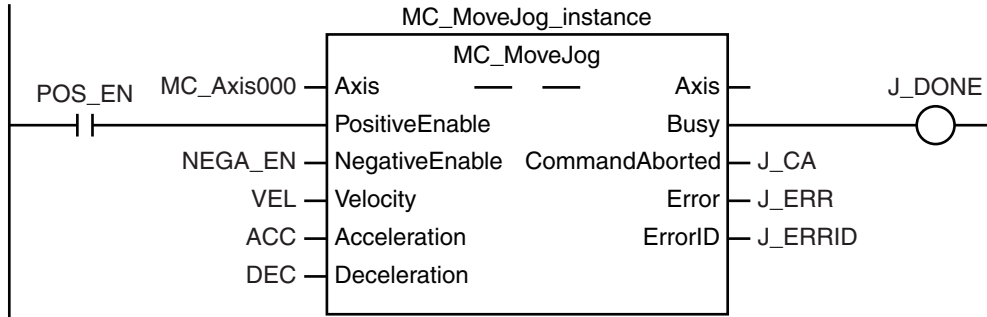 MC_MoveJog_instance
MC_MoveJog
MC_Axis000 Axis Axis
POS_EN J_DONE
PositiveEnable Busy
NEGA_EN NegativeEnable CommandAborted J_CA
VEL Velocity Error J_ERR
ACC Acceleration ErrorID J_ERRID
DEC Deceleration